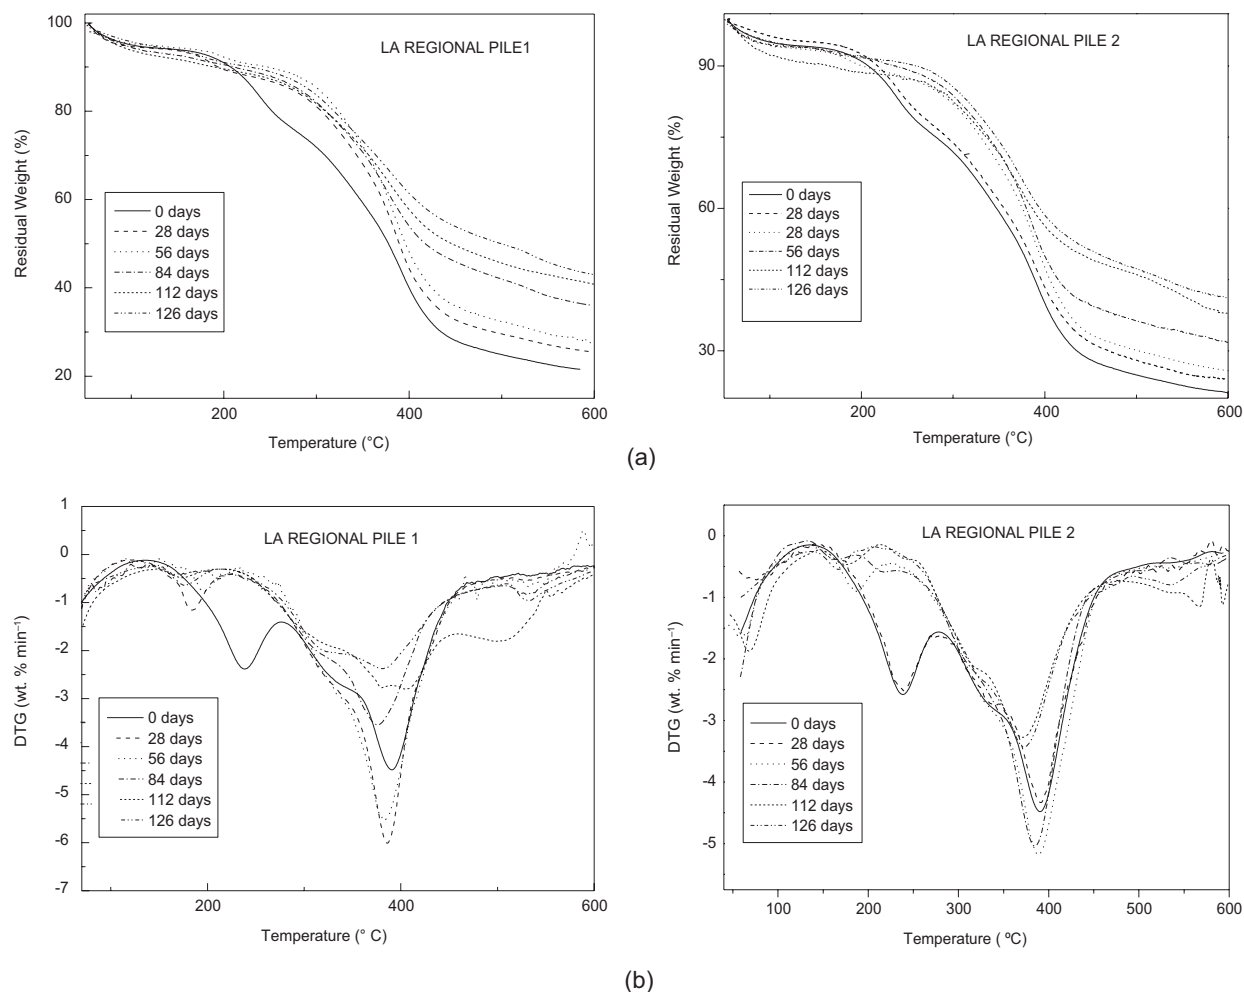 LA REGIONAL PILE1
100
80
60
40
20
Residual Weight (%)
0 days
28 days
56 days
84 days
112 days
126 days
200
400
600
Temperature (°C)
LA REGIONAL PILE 2
90
60
30
Residual Weight (%)
0 days
28 days
28 days
56 days
112 days
126 days
200
400
600
Temperature (°C)
(a)
LA REGIONAL PILE 1
1
0
-1
-2
-3
-4
-5
-6
-7
DTG (wt. % min⁻¹)
0 days
28 days
56 days
84 days
112 days
126 days
200
400
600
Temperature (° C)
LA REGIONAL PILE 2
0
-1
-2
-3
-4
-5
DTG (wt. % min⁻¹)
0 days
28 days
56 days
84 days
112 days
126 days
100
200
300
400
500
600
Temperature ( ºC)
(b)